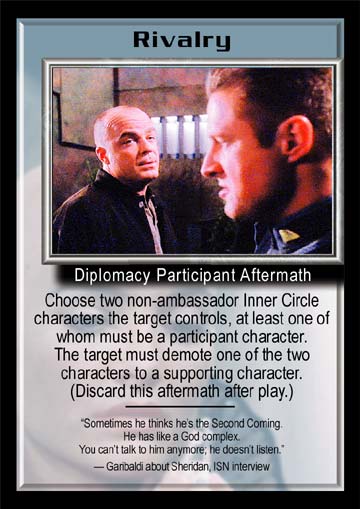 Rivalry
Diplomacy Participant Aftermath
Choose two non-ambassador Inner Circle
characters the target controls, at least one of
whom must be a participant character.
The target must demote one of the two
characters to a supporting character.
(Discard this aftermath after play.)
“Sometimes he thinks he's the Second Coming.
He has like a God complex.
You can't talk to him anymore; he doesn't listen.”
— Garibaldi about Sheridan, ISN interview